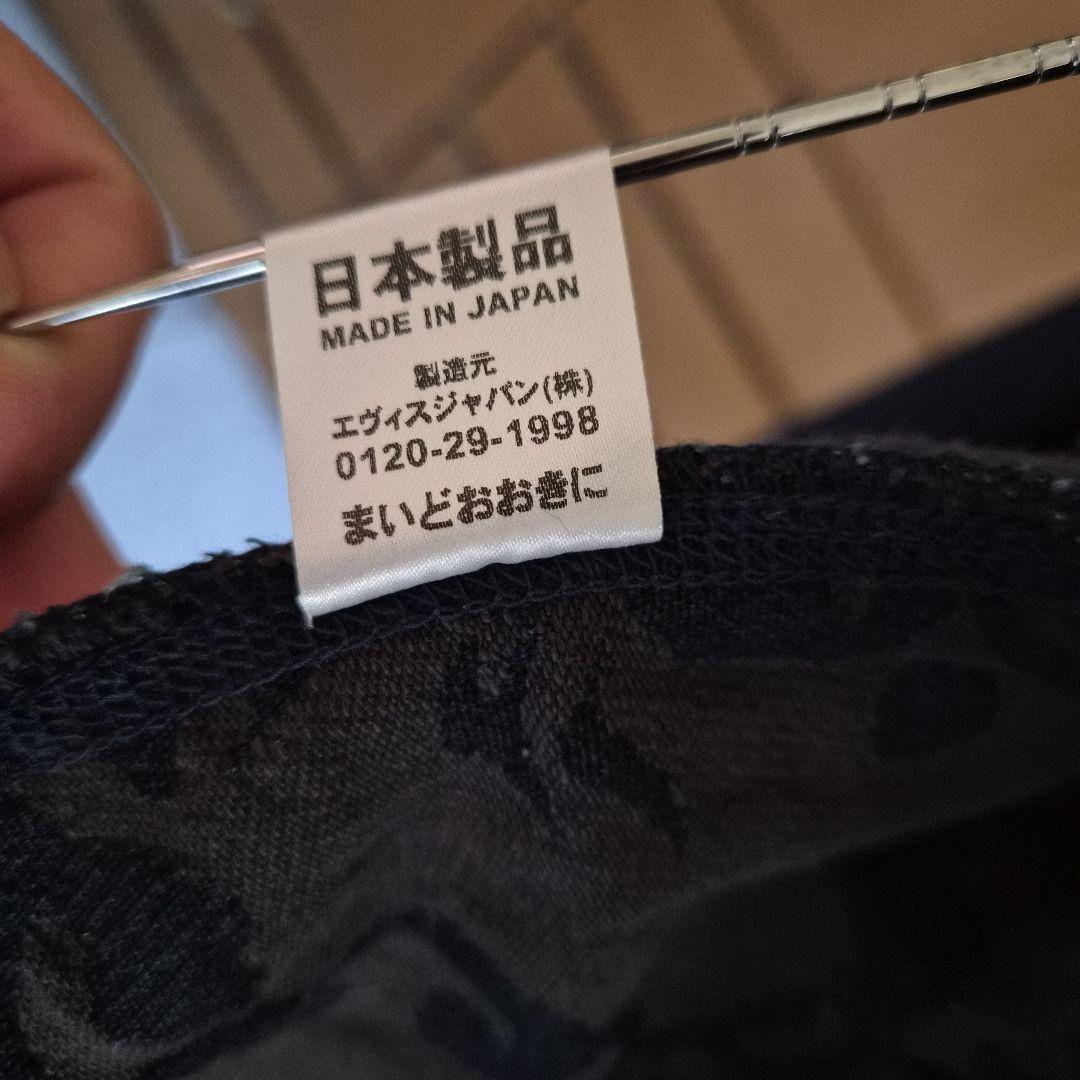 日本製品
MADE IN JAPAN
製造元
エヴィスジャパン(株)
0120-29-1998
まいどおおきに